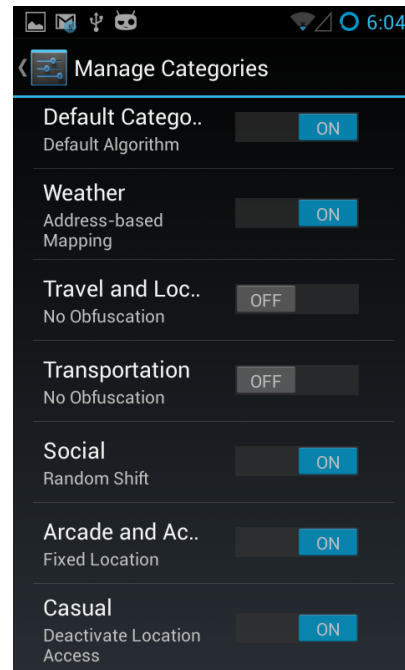 6:04
Manage Categories
Default Catego..
Default Algorithm
ON
Weather
Address-based
Mapping
ON
Travel and Loc..
No Obfuscation
OFF
Transportation
No Obfuscation
OFF
Social
Random Shift
ON
Arcade and Ac..
Fixed Location
ON
Casual
Deactivate Location
Access
ON